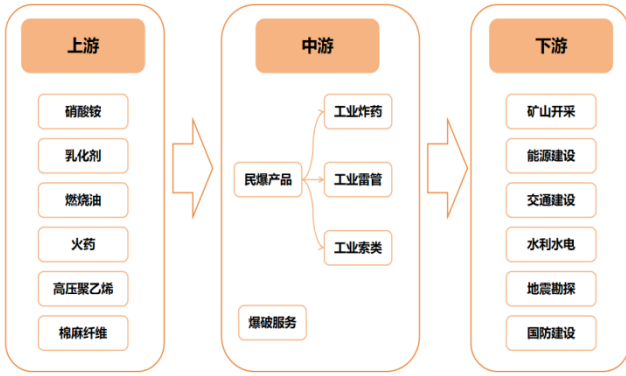 上游
硝酸铵
乳化剂
燃烧油
火药
高压聚乙烯
棉麻纤维
中游
民爆产品
工业炸药
工业雷管
工业索类
爆破服务
下游
矿山开采
能源建设
交通建设
水利水电
地震勘探
国防建设